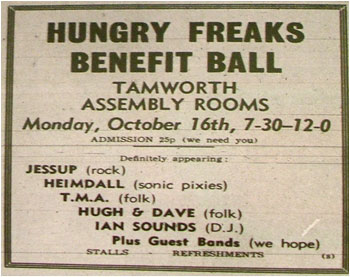 HUNGRY FREAKS
BENEFIT BALL
TAMWORTH
ASSEMBLY ROOMS
Monday, October 16th, 7-30—12-0
ADMISSION 25p (we need you)
Definitely appearing:
JESSUP (rock)
HEIMDALL (sonic pixies)
T.M.A. (folk)
HUGH & DAVE (folk)
IAN SOUNDS (D.J.)
Plus Guest Bands (we hope)
STALLS REFRESHMENTS (s)